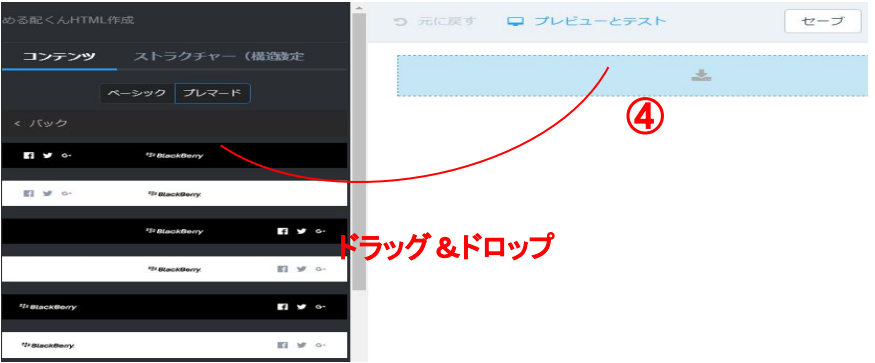 める配くんHTML作成
元に戻す
プレビューとテスト
セーブ
コンテンツ
ストラクチャー（構造
ベーシック
プレマード
< バック
④
BlackBerry
BlackBerry
BlackBerry
BlackBerry
BlackBerry
BlackBerry
ドラッグ&ドロップ